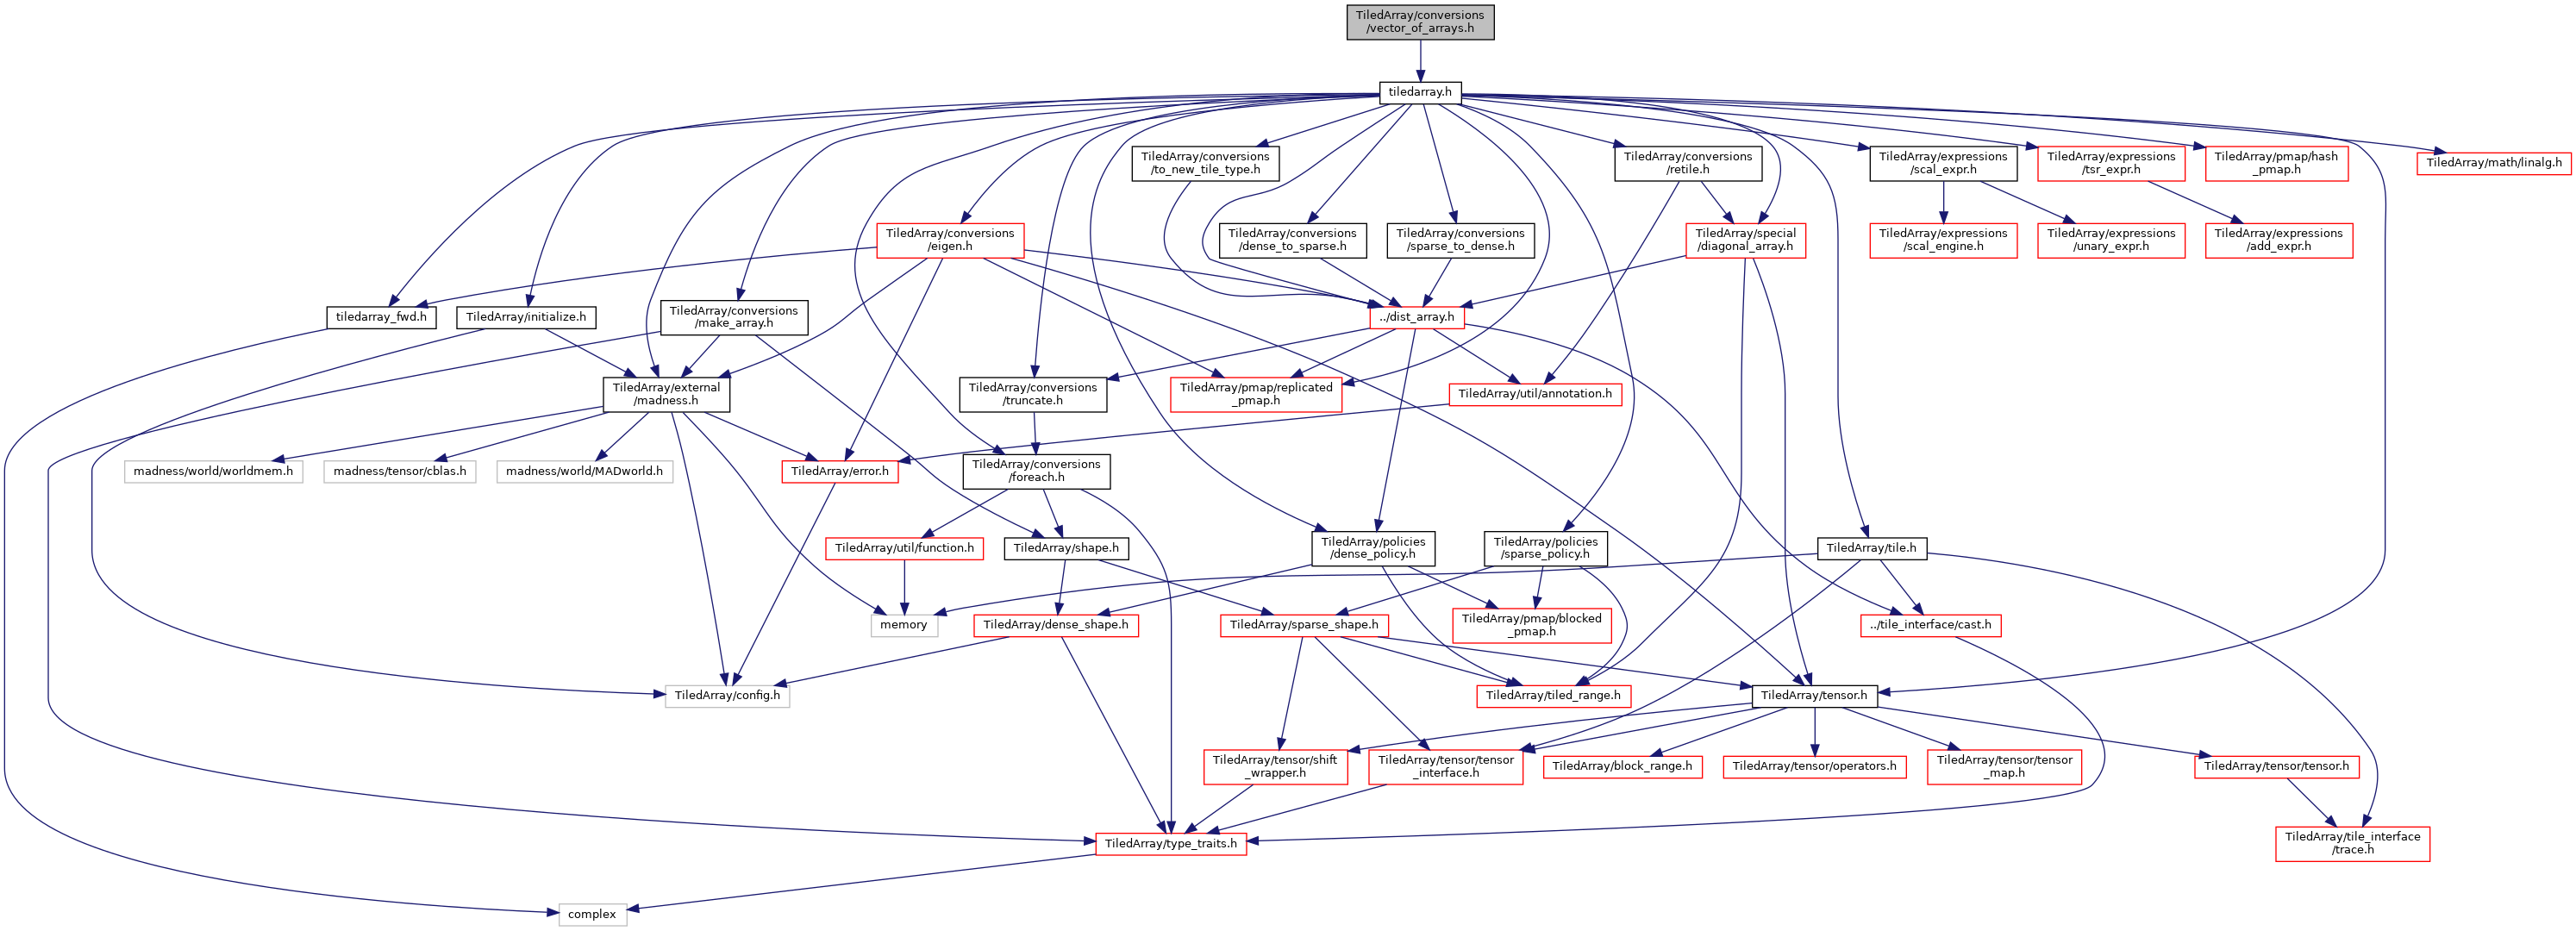 TiledArray/conversions
/vector_of_arrays.h
tiledarray.h
TiledArray/conversions
/to_new_tile_type.h
TiledArray/conversions
/retile.h
TiledArray/expressions
/scal_expr.h
TiledArray/expressions
/tsr_expr.h
TiledArray/pmap/hash
_pmap.h
TiledArray/math/linalg.h
TiledArray/conversions
/eigen.h
TiledArray/conversions
/dense_to_sparse.h
TiledArray/conversions
/sparse_to_dense.h
TiledArray/special
/diagonal_array.h
TiledArray/expressions
/scal_engine.h
TiledArray/expressions
/unary_expr.h
TiledArray/expressions
/add_expr.h
tiledarray_fwd.h
TiledArray/initialize.h
TiledArray/conversions
/make_array.h
../dist_array.h
TiledArray/external
/madness.h
TiledArray/conversions
/truncate.h
TiledArray/pmap/replicated
_pmap.h
TiledArray/util/annotation.h
madness/world/worldmem.h
madness/tensor/cblas.h
madness/world/MADworld.h
TiledArray/error.h
TiledArray/conversions
/foreach.h
TiledArray/util/function.h
TiledArray/shape.h
TiledArray/policies
/dense_policy.h
TiledArray/policies
/sparse_policy.h
TiledArray/tile.h
memory
TiledArray/dense_shape.h
TiledArray/sparse_shape.h
TiledArray/pmap/blocked
_pmap.h
../tile_interface/cast.h
TiledArray/config.h
TiledArray/tiled_range.h
TiledArray/tensor.h
TiledArray/tensor/shift
_wrapper.h
TiledArray/tensor/tensor
_interface.h
TiledArray/block_range.h
TiledArray/tensor/operators.h
TiledArray/tensor/tensor
_map.h
TiledArray/tensor/tensor.h
TiledArray/type_traits.h
TiledArray/tile_interface
/trace.h
complex